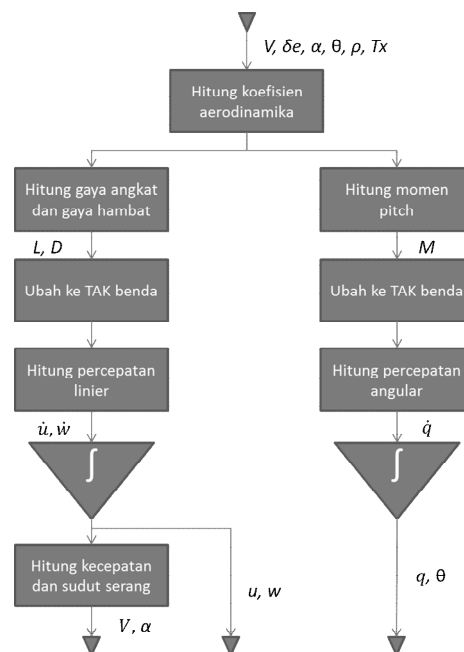 V, δe, α, θ, ρ, Tx
Hitung koefisien
aerodinamika
Hitung gaya angkat
dan gaya hambat
Hitung momen
pitch
L, D
M
Ubah ke TAK benda
Ubah ke TAK benda
Hitung percepatan
linier
Hitung percepatan
angular
u̇, ẇ
q̇
∫
∫
Hitung kecepatan
dan sudut serang
u, w
q, θ
V, α